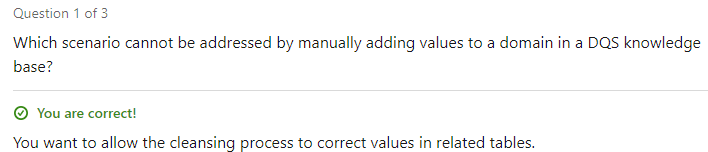 Question 1 of 3
Which scenario cannot be addressed by manually adding values to a domain in a DQS knowledge
base?
You are correct!
You want to allow the cleansing process to correct values in related tables.